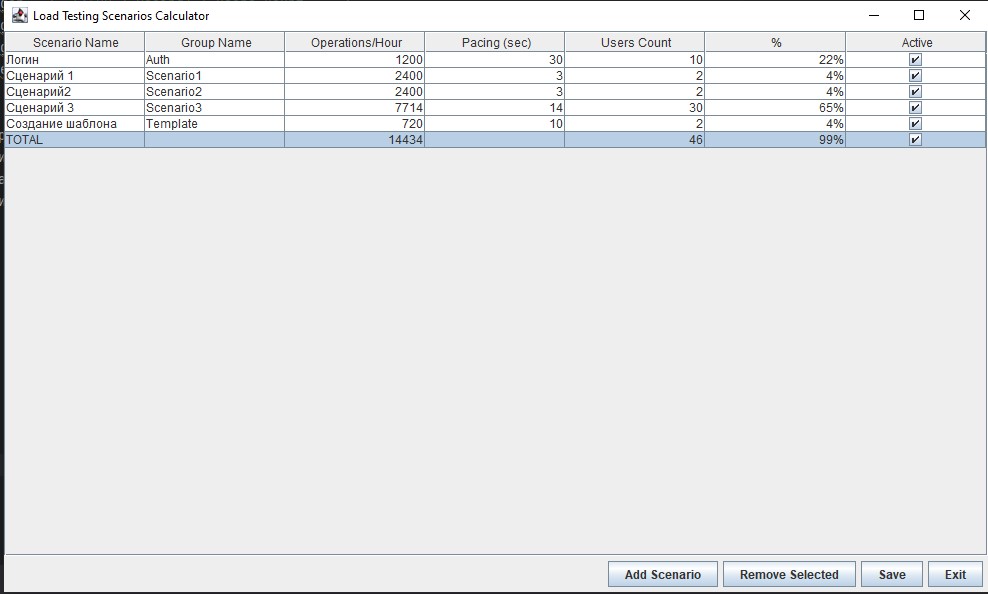 Load Testing Scenarios Calculator
Scenario Name Group Name Operations/Hour Pacing (sec) Users Count % Active
Логин Auth 1200 30 10 22%
Сценарий 1 Scenario1 2400 3 2 4%
Сценарий2 Scenario2 2400 3 2 4%
Сценарий 3 Scenario3 7714 14 30 65%
Создание шаблона Template 720 10 2 4%
TOTAL 14434 46 99%
Add Scenario Remove Selected Save Exit